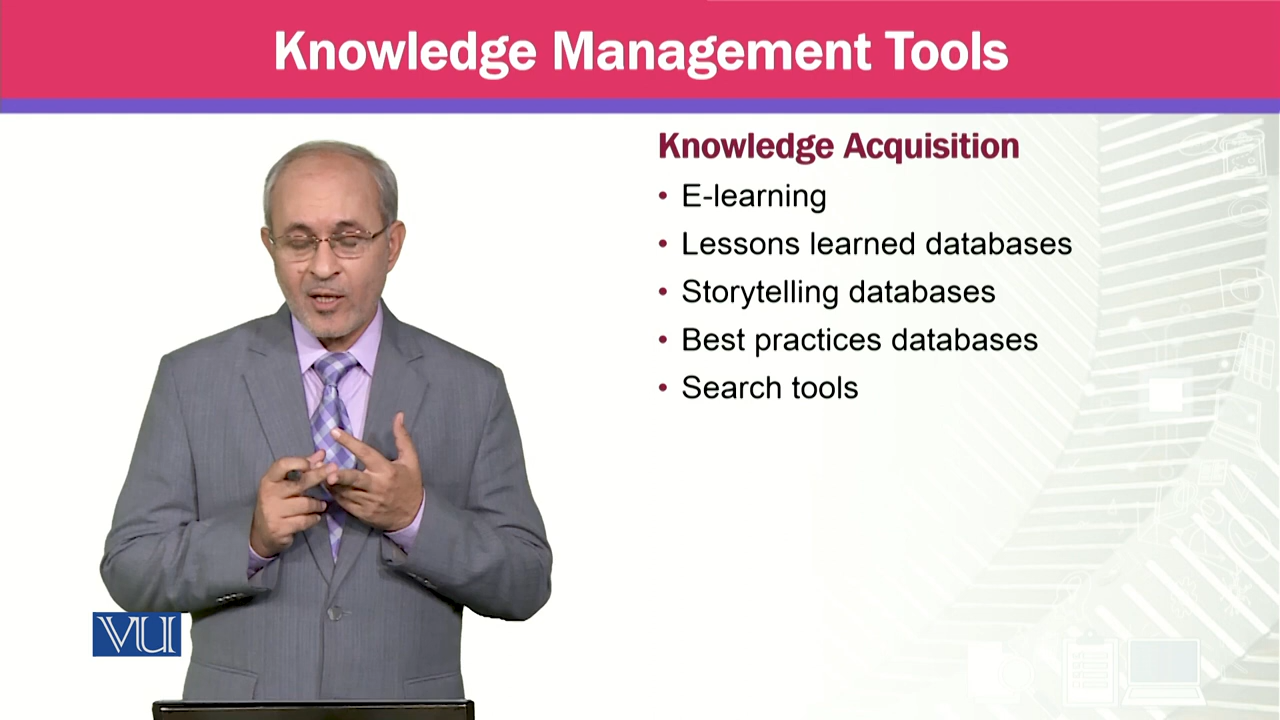 Knowledge Management Tools
Knowledge Acquisition
• E-learning
• Lessons learned databases
• Storytelling databases
• Best practices databases
• Search tools
VU